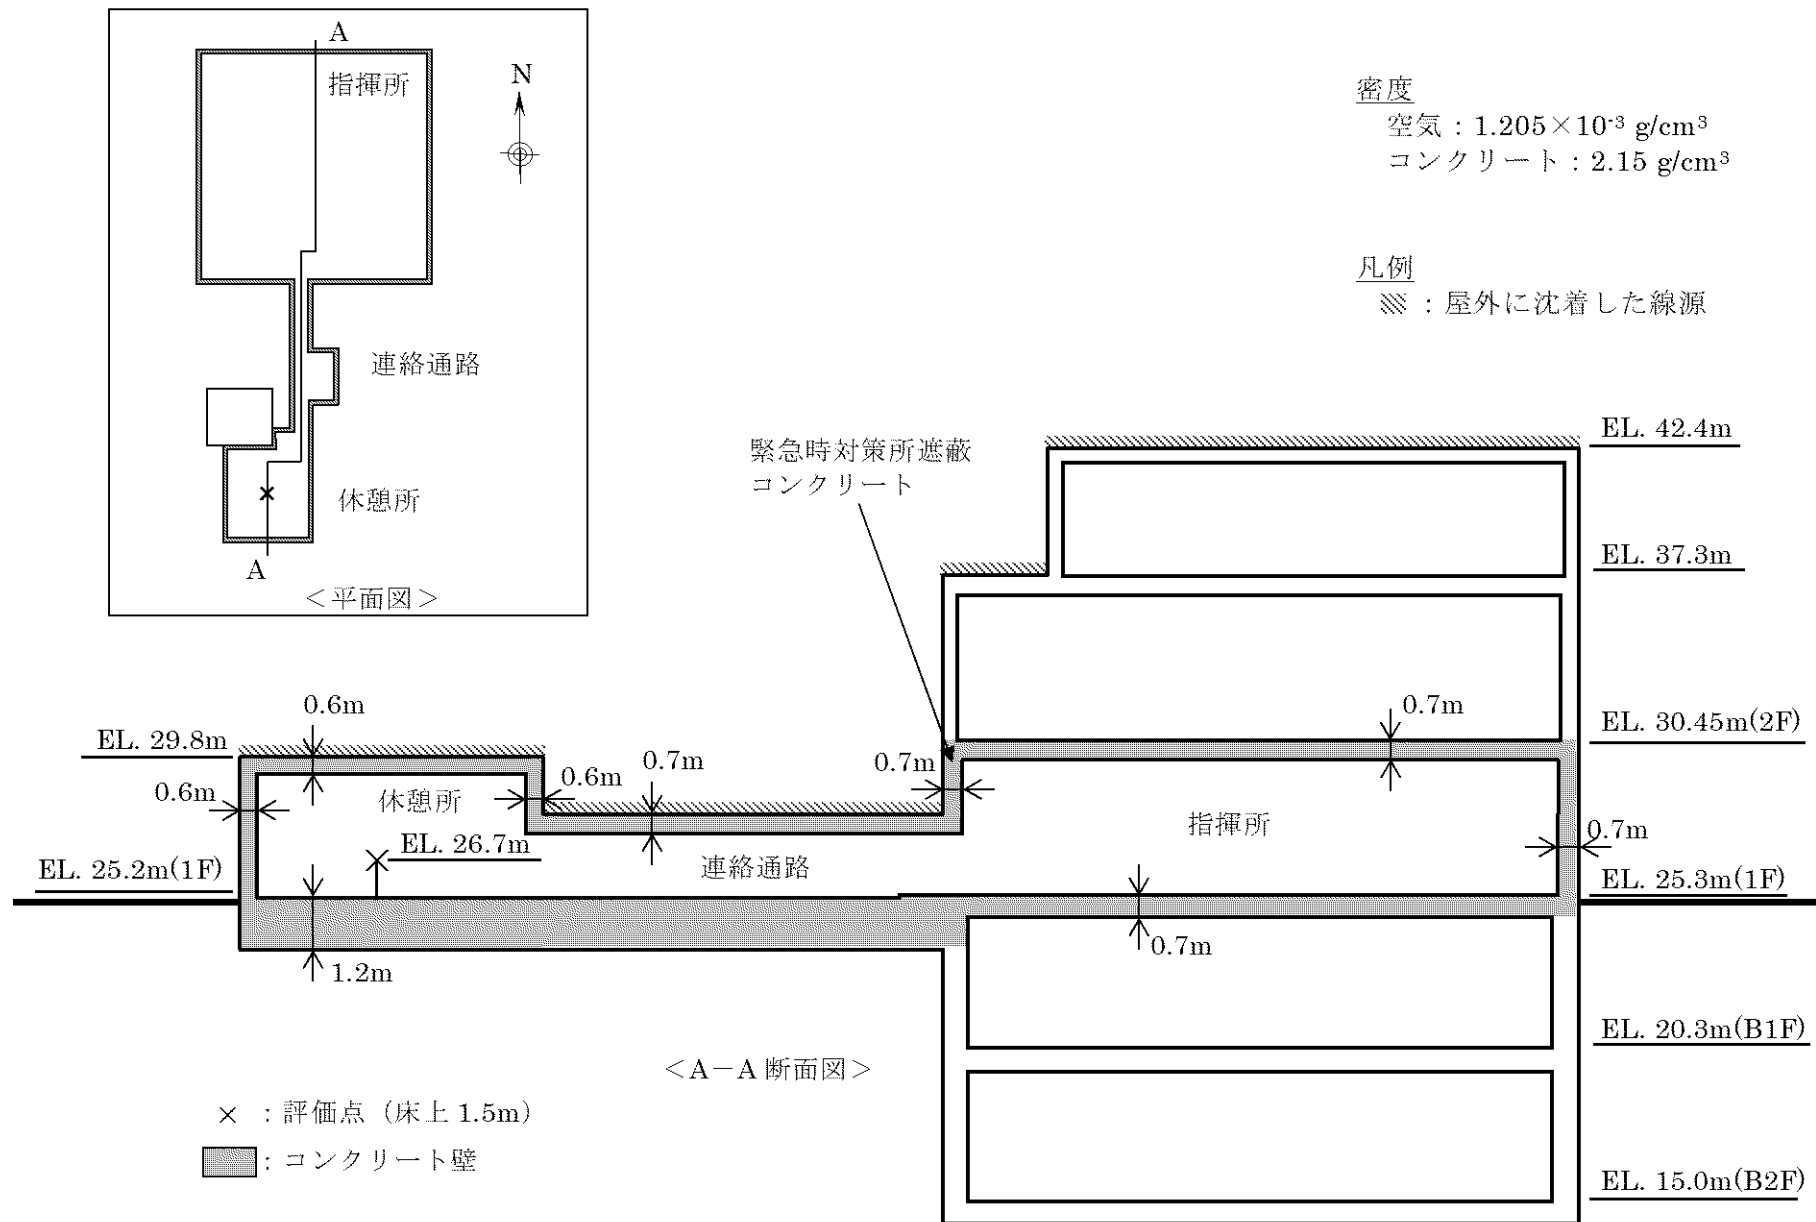 A
指揮所
N
連絡通路
休憩所
A
＜平面図＞
密度
空気：1.205×10⁻³ g/cm³
コンクリート：2.15 g/cm³
凡例
：屋外に沈着した線源
緊急時対策所遮蔽
コンクリート
EL. 42.4m
EL. 37.3m
EL. 30.45m(2F)
EL. 25.3m(1F)
EL. 20.3m(B1F)
EL. 15.0m(B2F)
0.6m
EL. 29.8m
0.6m
休憩所
0.6m
0.7m
0.7m
0.7m
指揮所
0.7m
EL. 26.7m
連絡通路
EL. 25.2m(1F)
0.7m
1.2m
＜A－A 断面図＞
×：評価点（床上 1.5m）
：コンクリート壁